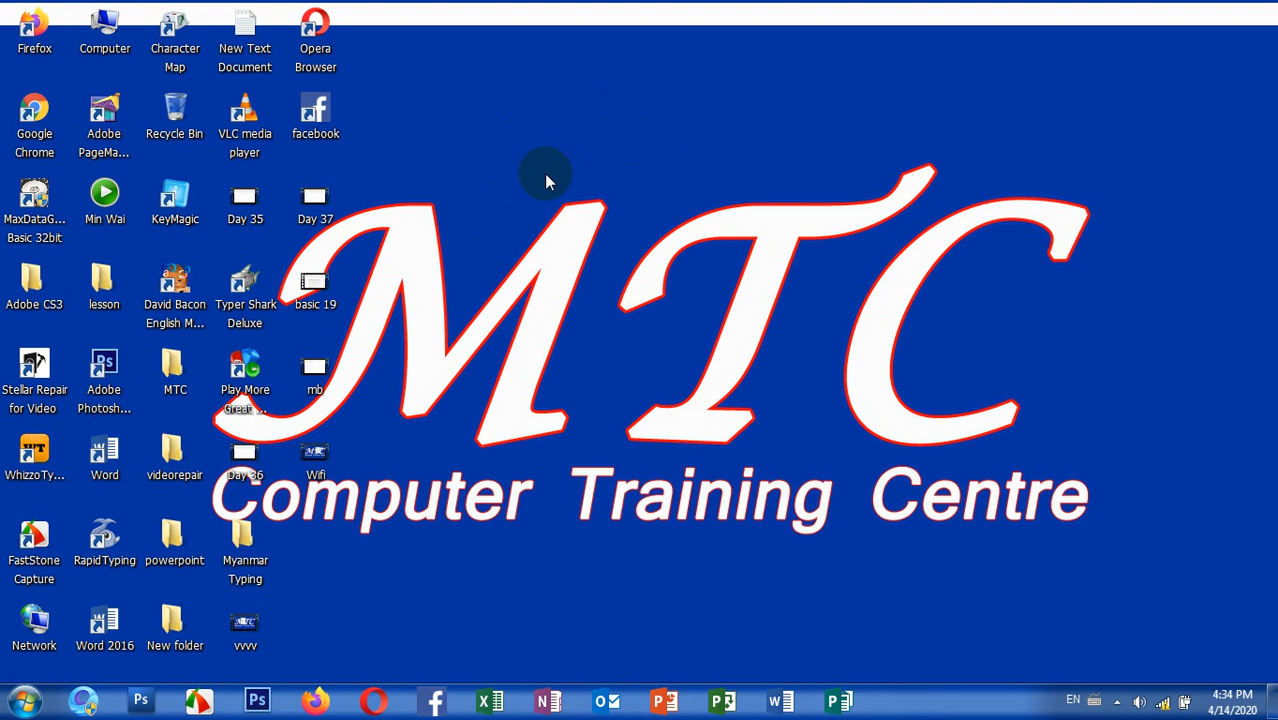 Firefox
Computer
Character
Map
New Text
Document
Opera
Browser
Google
Chrome
Adobe
PageMa...
Recycle Bin
VLC media
player
facebook
MaxDataG...
Basic 32bit
Min Wai
KeyMagic
Day 35
Day 37
Adobe CS3
lesson
David Bacon
English M...
Typer Shark
Deluxe
basic 19
Stellar Repair
for Video
Adobe
Photosh...
MTC
Play More
Great ...
mb
WhizzoTy...
Word
videorepair
Day 36
Wifi
FastStone
Capture
RapidTyping
powerpoint
Myanmar
Typing
Network
Word 2016
New folder
vvvv
MTC
Computer Training Centre
EN
4:34 PM
4/14/2020